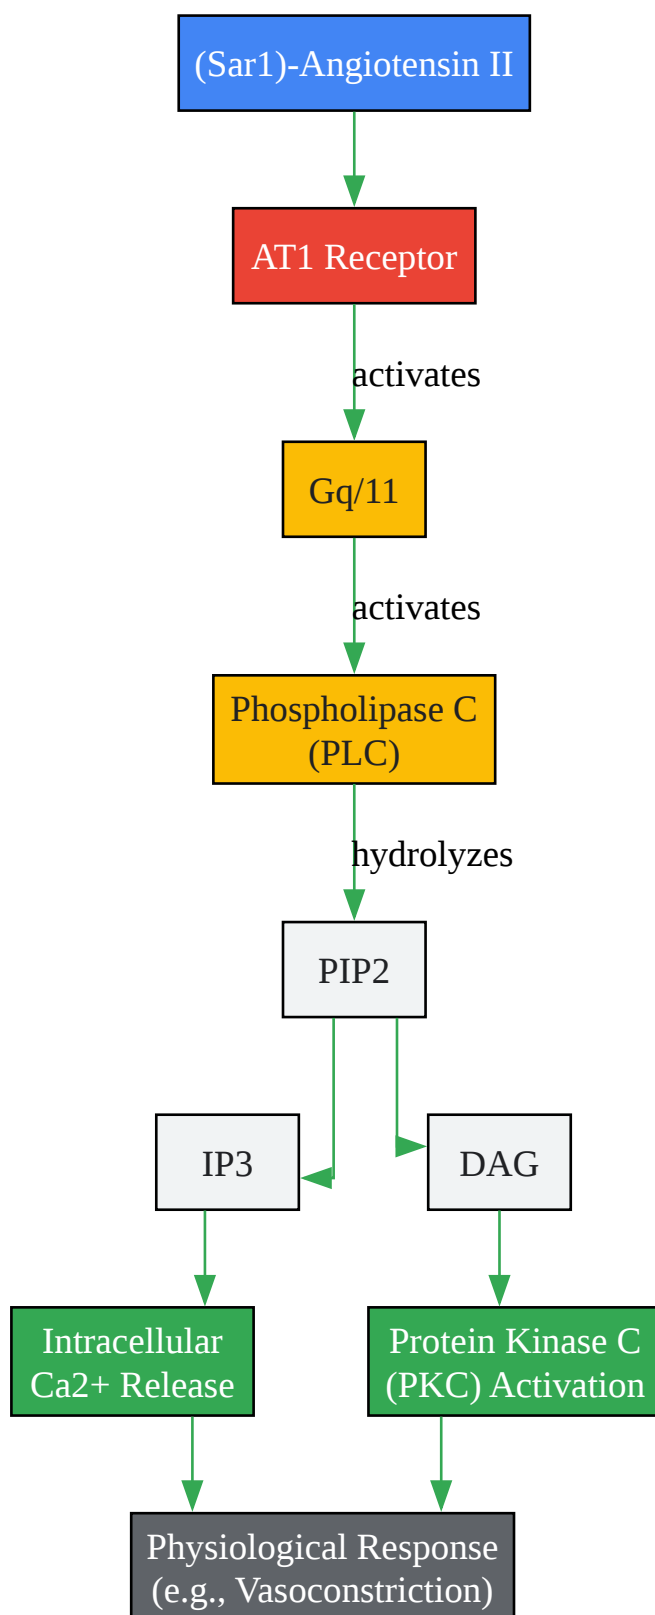 (Sar1)-Angiotensin II
AT1 Receptor
activates
Gq/11
activates
Phospholipase C
(PLC)
hydrolyzes
PIP2
IP3
DAG
Intracellular
Ca2+ Release
Protein Kinase C
(PKC) Activation
Physiological Response
(e.g., Vasoconstriction)